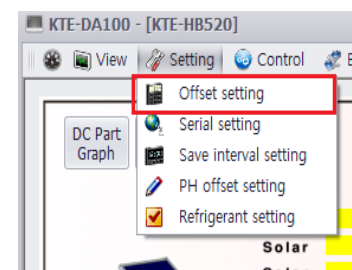 KTE-DA100 - [KTE-HB520]
View Setting Control
Offset setting
Serial setting
Save interval setting
PH offset setting
Refrigerant setting
DC Part
Graph
Solar